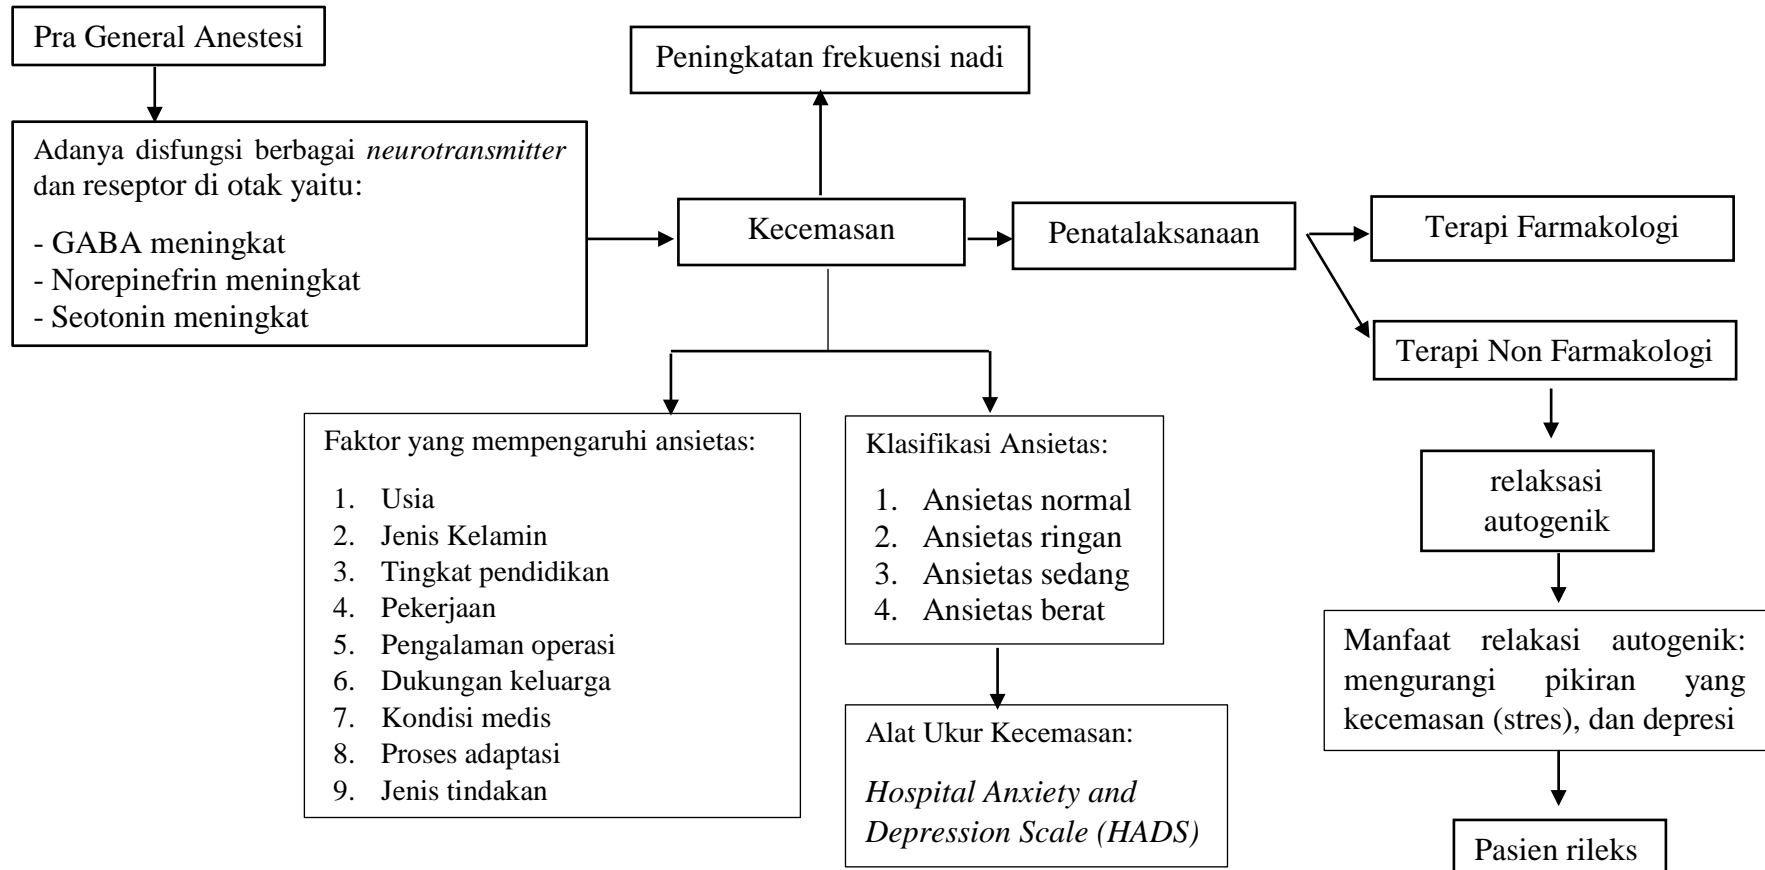 Pra General Anestesi
Peningkatan frekuensi nadi
Adanya disfungsi berbagai neurotransmitter
dan reseptor di otak yaitu:
- GABA meningkat
- Norepinefrin meningkat
- Seotonin meningkat
Kecemasan
Penatalaksanaan
Terapi Farmakologi
Terapi Non Farmakologi
Faktor yang mempengaruhi ansietas:
1. Usia
2. Jenis Kelamin
3. Tingkat pendidikan
4. Pekerjaan
5. Pengalaman operasi
6. Dukungan keluarga
7. Kondisi medis
8. Proses adaptasi
9. Jenis tindakan
Klasifikasi Ansietas:
1. Ansietas normal
2. Ansietas ringan
3. Ansietas sedang
4. Ansietas berat
Alat Ukur Kecemasan:
Hospital Anxiety and
Depression Scale (HADS)
relaksasi
autogenik
Manfaat relakasi autogenik:
mengurangi pikiran yang
kecemasan (stres), dan depresi
Pasien rileks